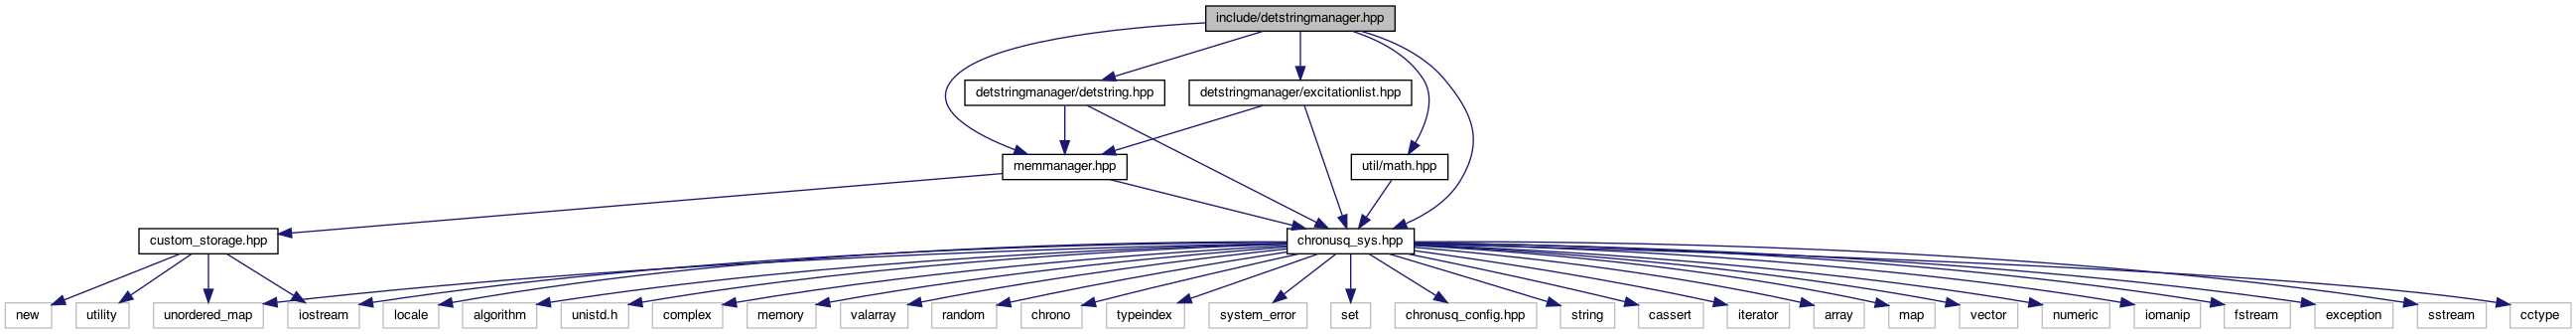 include/detstringmanager.hpp
detstringmanager/detstring.hpp
detstringmanager/excitationlist.hpp
memmanager.hpp
util/math.hpp
custom_storage.hpp
chronusq_sys.hpp
new
utility
unordered_map
iostream
locale
algorithm
unistd.h
complex
memory
valarray
random
chrono
typeindex
system_error
set
chronusq_config.hpp
string
cassert
iterator
array
map
vector
numeric
iomanip
fstream
exception
sstream
cctype